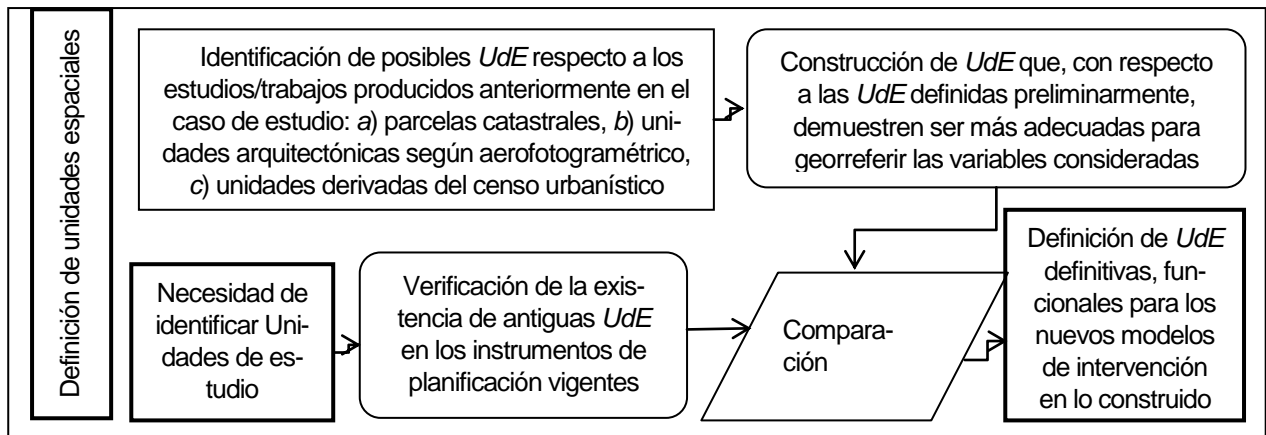 Definición de unidades espaciales
Identificación de posibles UdE respecto a los
estudios/trabajos producidos anteriormente en el
caso de estudio: a) parcelas catastrales, b) uni-
dades arquitectónicas según aerofotogramétrico,
c) unidades derivadas del censo urbanístico
Construcción de UdE que, con respecto
a las UdE definidas preliminarmente,
demuestren ser más adecuadas para
georreferir las variables consideradas
Necesidad de
identificar Uni-
dades de es-
tudio
Verificación de la exis-
tencia de antiguas UdE
en los instrumentos de
planificación vigentes
Compara-
ción
Definición de UdE
definitivas, fun-
cionales para los
nuevos modelos
de intervención
en lo construido